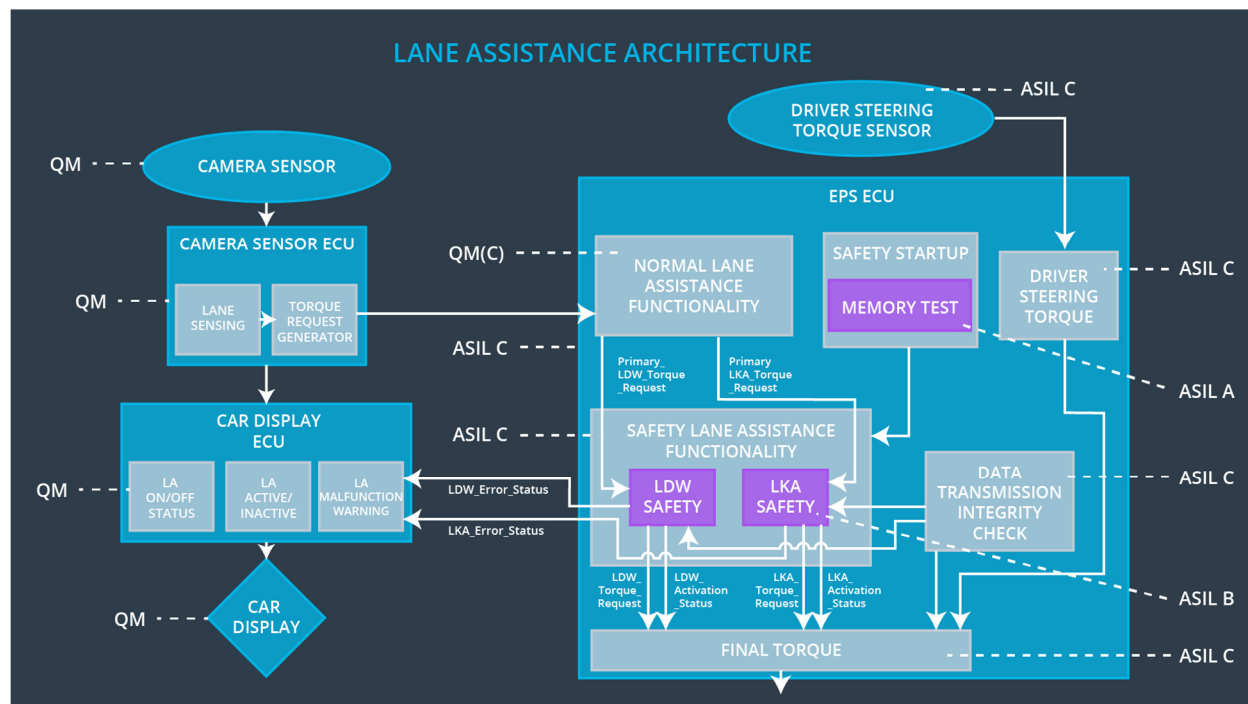 LANE ASSISTANCE ARCHITECTURE
ASIL C
DRIVER STEERING
TORQUE SENSOR
QM
CAMERA SENSOR
EPS ECU
CAMERA SENSOR ECU
QM
LANE
SENSING
TORQUE
REQUEST
GENERATOR
QM(C)
NORMAL LANE
ASSISTANCE
FUNCTIONALITY
SAFETY STARTUP
MEMORY TEST
DRIVER
STEERING
TORQUE
ASIL C
ASIL C
Primary_
LDW_Torque
_Request
Primary
LKA_Torque
_Request
ASIL A
CAR DISPLAY
ECU
QM
LA
ON/OFF
STATUS
LA
ACTIVE/
INACTIVE
LA
MALFUNCTION
WARNING
ASIL C
SAFETY LANE ASSISTANCE
FUNCTIONALITY
LDW_Error_Status
LKA_Error_Status
LDW
SAFETY
LKA
SAFETY
DATA
TRANSMISSION
INTEGRITY
CHECK
ASIL C
LDW_
Torque_
Request
LDW_
Activation
_Status
LKA_
Torque_
Request
LKA_
Activation
_Status
ASIL B
QM
CAR
DISPLAY
FINAL TORQUE
ASIL C